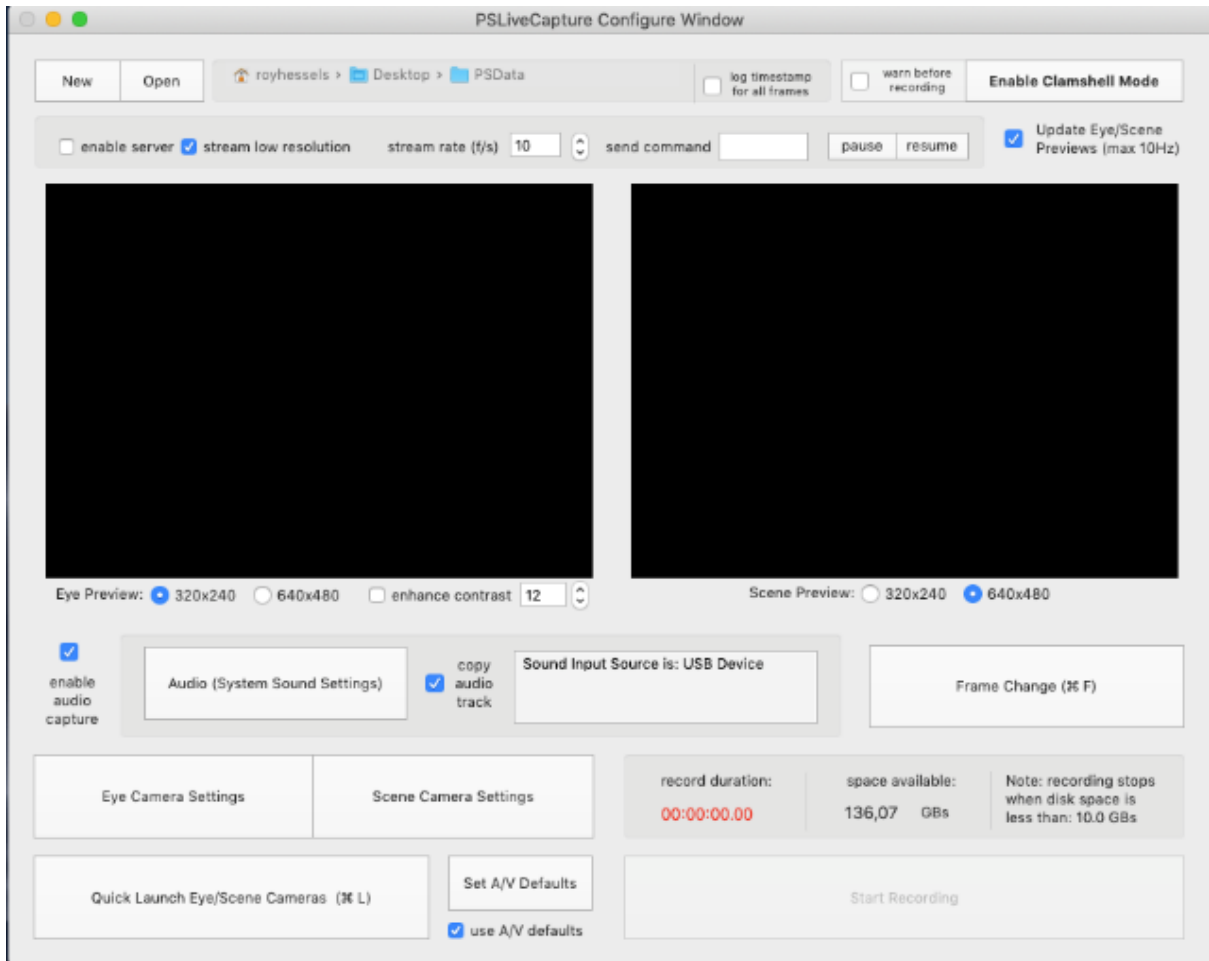 PSLiveCapture Configure Window
New
Open
royhessels › Desktop › PSData
log timestamp
for all frames
warn before
recording
Enable Clamshell Mode
enable server
stream low resolution
stream rate (f/s)
10
send command
pause
resume
Update Eye/Scene
Previews (max 10Hz)
Eye Preview:
320x240
640x480
enhance contrast
12
Scene Preview:
320x240
640x480
enable
audio
capture
Audio (System Sound Settings)
copy
audio
track
Sound Input Source is: USB Device
Frame Change (⌘ F)
Eye Camera Settings
Scene Camera Settings
record duration:
00:00:00.00
space available:
136,07 GBs
Note: recording stops
when disk space is
less than: 10.0 GBs
Quick Launch Eye/Scene Cameras (⌘ L)
Set A/V Defaults
use A/V defaults
Start Recording